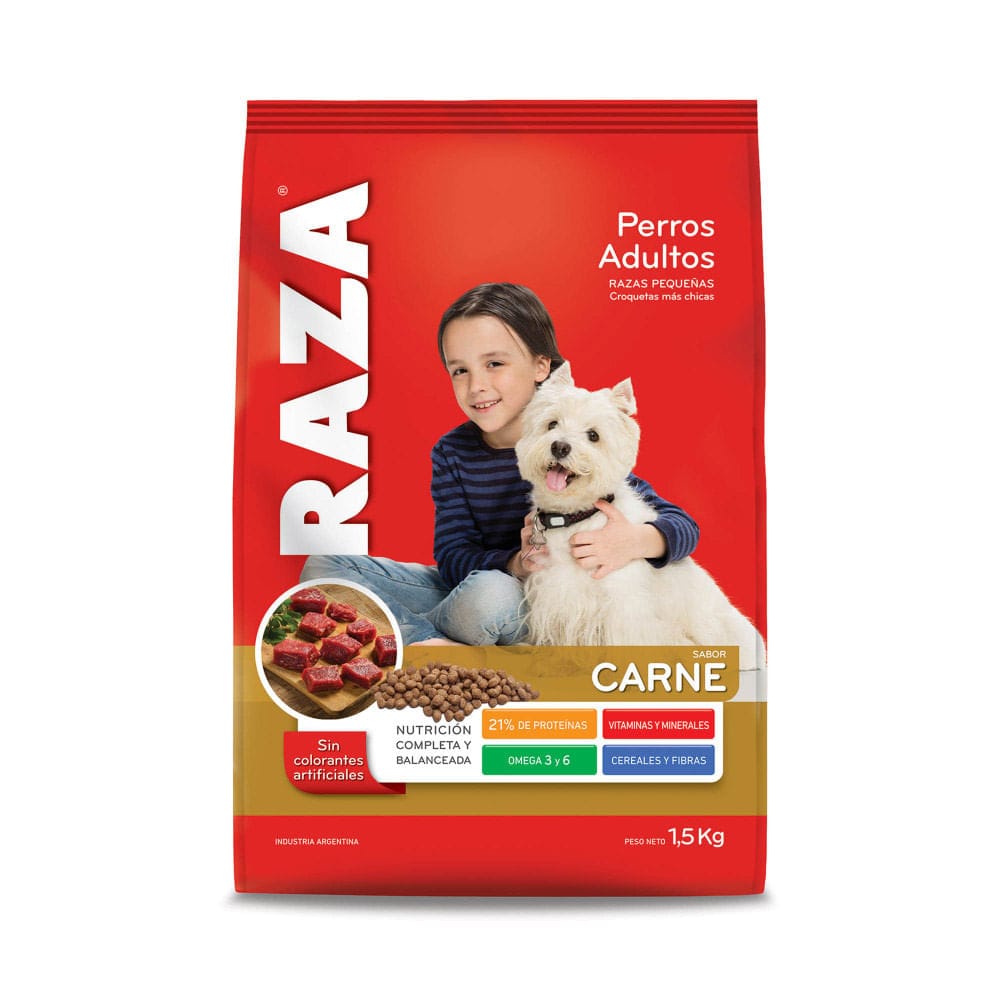 RAZA®
Perros
Adultos
RAZAS PEQUEÑAS
Croquetas más chicas
SABOR
CARNE
NUTRICIÓN
COMPLETA Y
BALANCEADA
21% DE PROTEÍNAS
VITAMINAS Y MINERALES
OMEGA 3 y 6
CEREALES Y FIBRAS
Sin
colorantes
artificiales
INDUSTRIA ARGENTINA
PESO NETO 1,5 Kg